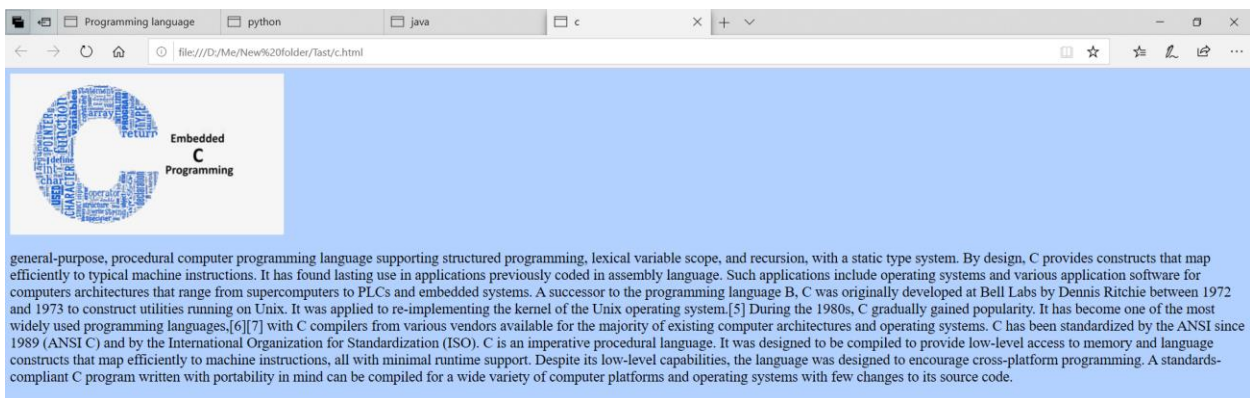 Programming language
python
java
c
file:///D:/Me/New%20folder/Tast/c.html
function
variables
array
POINTER
return
define
int
char
USED
CHARACTER
operator
structure
Embedded
C
Programming
general-purpose, procedural computer programming language supporting structured programming, lexical variable scope, and recursion, with a static type system. By design, C provides constructs that map
efficiently to typical machine instructions. It has found lasting use in applications previously coded in assembly language. Such applications include operating systems and various application software for
computers architectures that range from supercomputers to PLCs and embedded systems. A successor to the programming language B, C was originally developed at Bell Labs by Dennis Ritchie between 1972
and 1973 to construct utilities running on Unix. It was applied to re-implementing the kernel of the Unix operating system.[5] During the 1980s, C gradually gained popularity. It has become one of the most
widely used programming languages,[6][7] with C compilers from various vendors available for the majority of existing computer architectures and operating systems. C has been standardized by the ANSI since
1989 (ANSI C) and by the International Organization for Standardization (ISO). C is an imperative procedural language. It was designed to be compiled to provide low-level access to memory and language
constructs that map efficiently to machine instructions, all with minimal runtime support. Despite its low-level capabilities, the language was designed to encourage cross-platform programming. A standards-
compliant C program written with portability in mind can be compiled for a wide variety of computer platforms and operating systems with few changes to its source code.